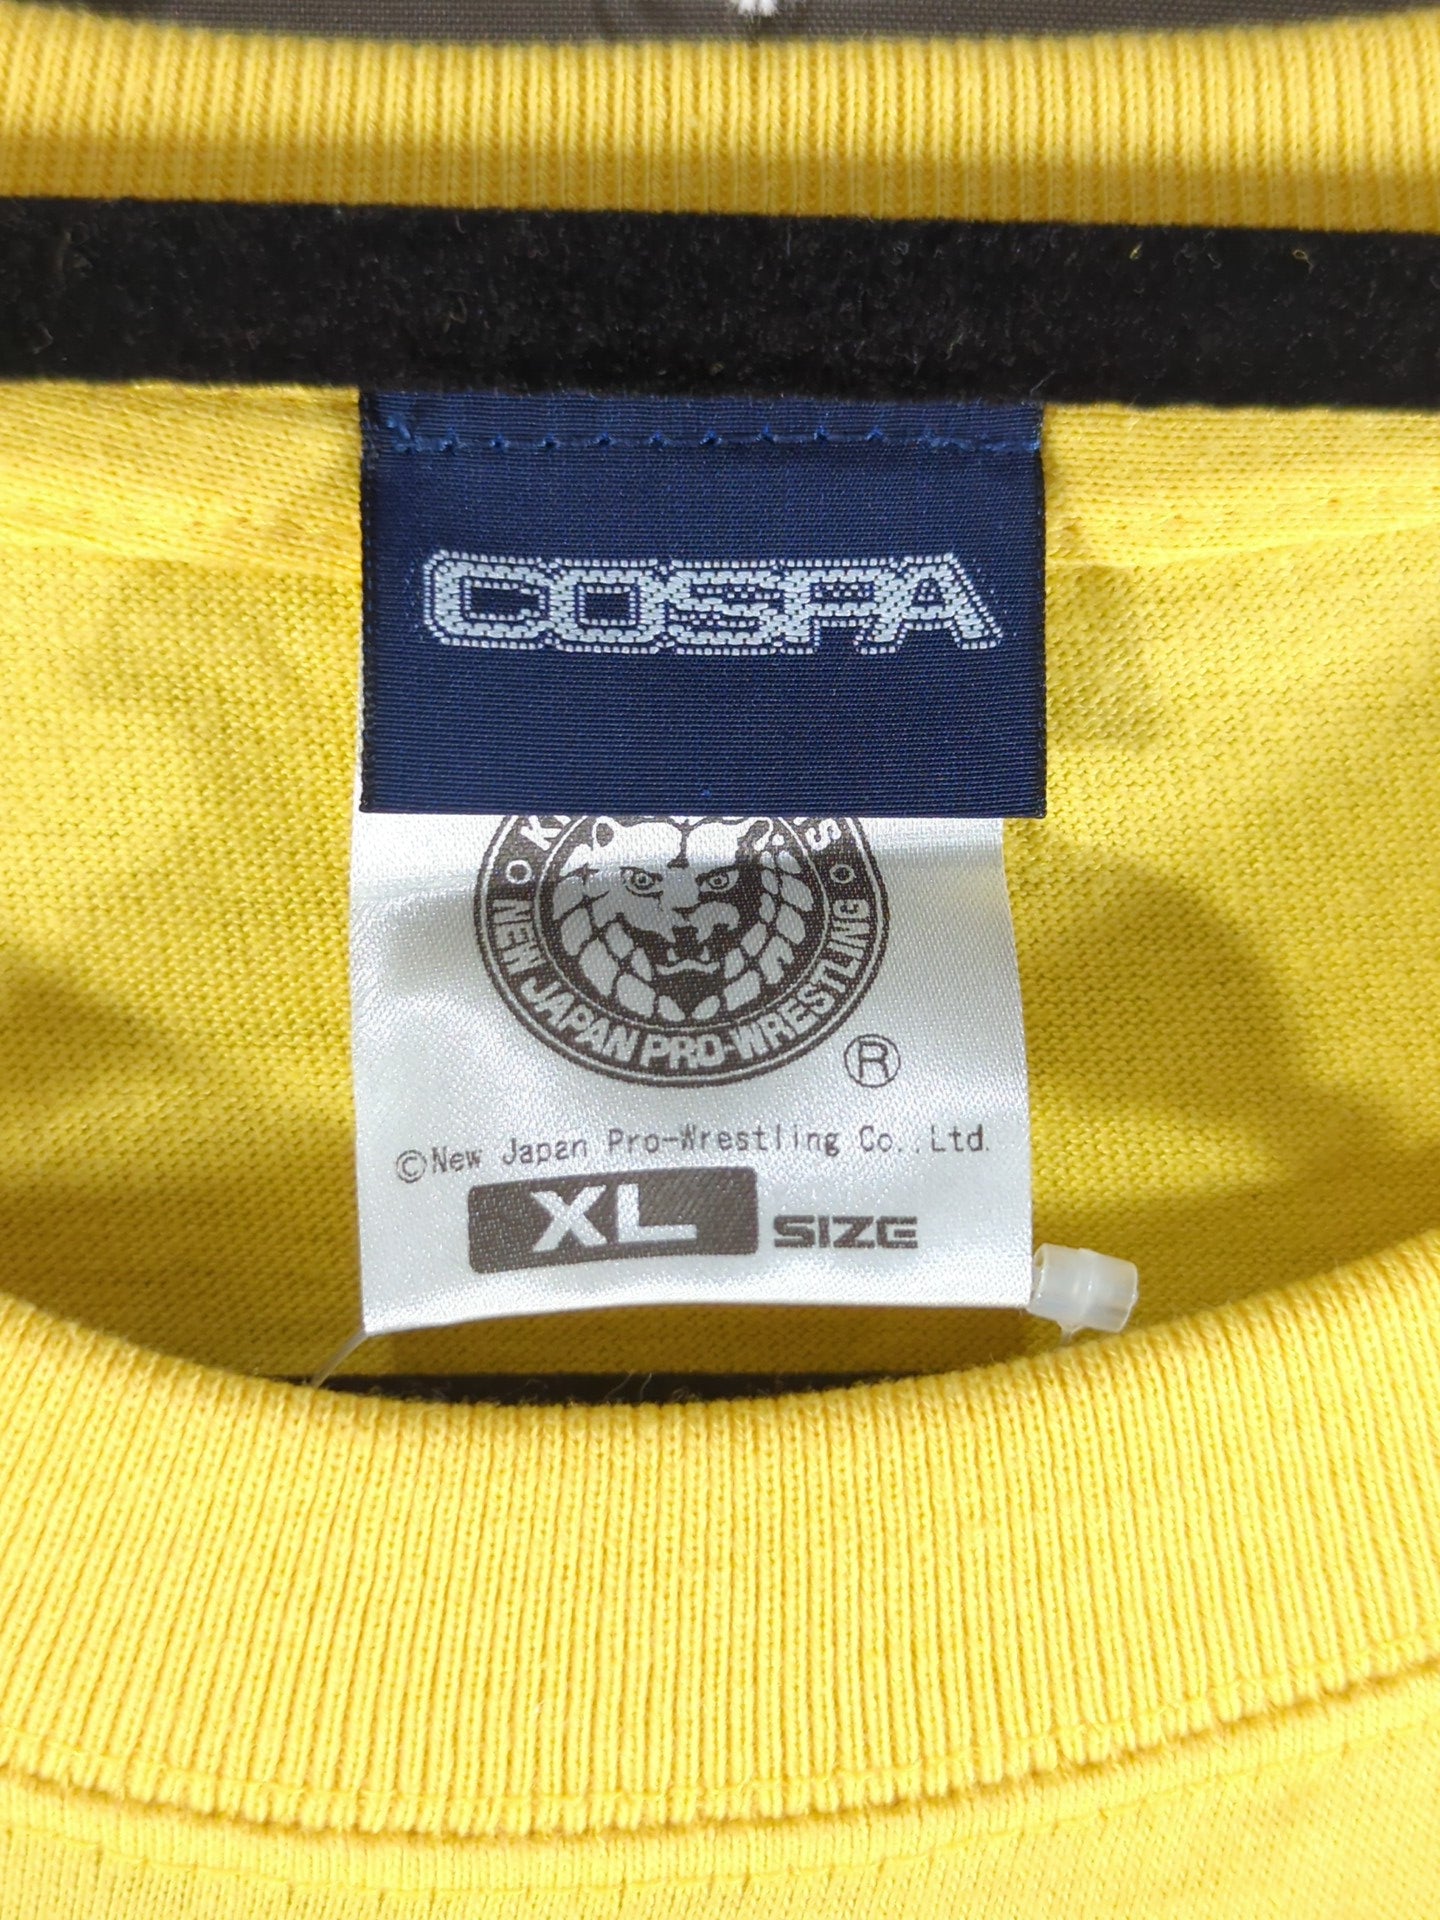 COSPA
NEW JAPAN PRO-WRESTLING
®
©New Japan Pro-Wrestling Co.,Ltd.
XL SIZE